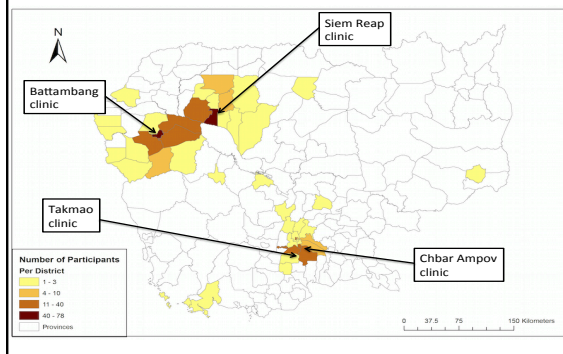 N
Siem Reap
clinic
Battambang
clinic
Takmao
clinic
Chbar Ampov
clinic
Number of Participants
Per District
1 - 3
4 - 10
11 - 40
40 - 78
Provinces
0 37.5 75 150 Kilometers